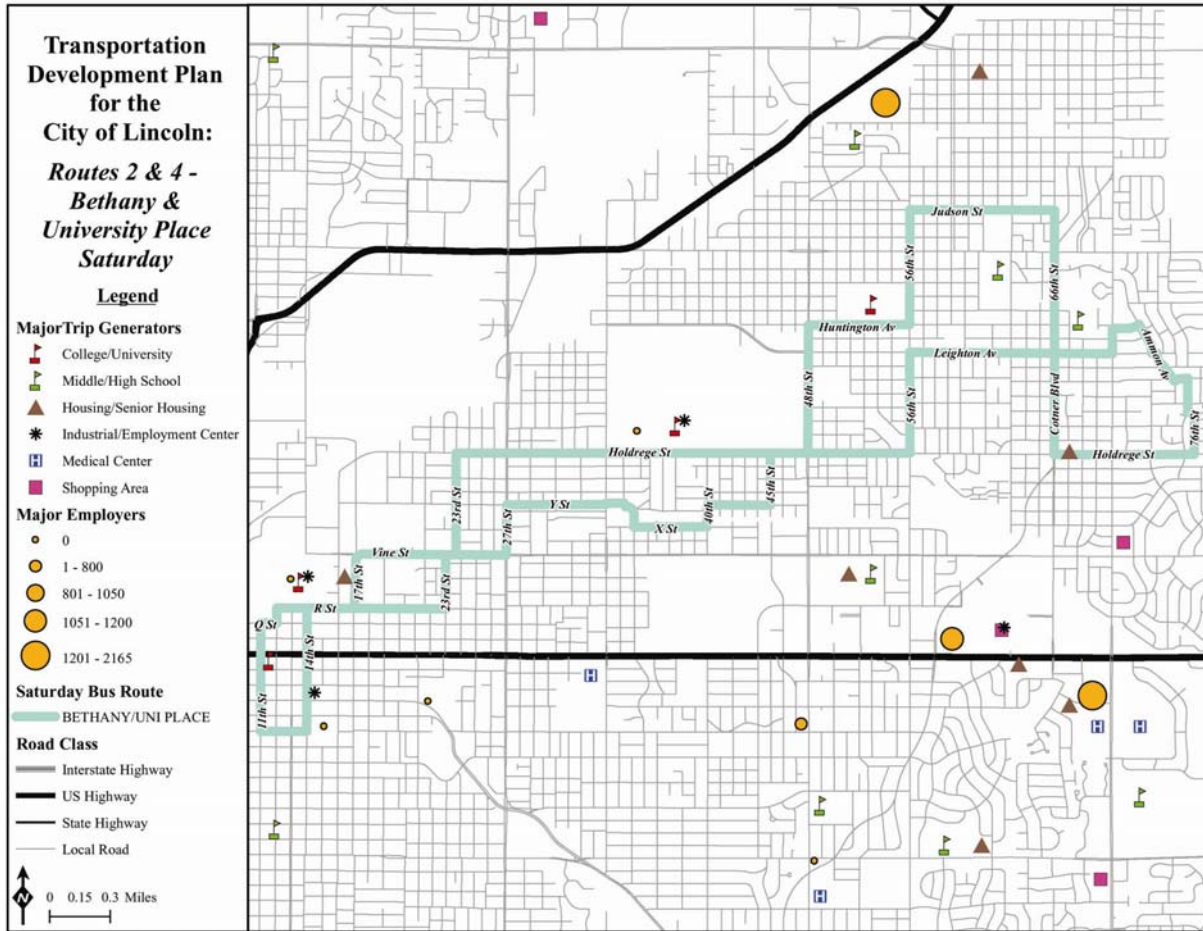 Transportation
Development Plan
for the
City of Lincoln:
Routes 2 & 4 -
Bethany &
University Place
Saturday
Legend
MajorTrip Generators
College/University
Middle/High School
Housing/Senior Housing
Industrial/Employment Center
H Medical Center
Shopping Area
Major Employers
0
1 - 800
801 - 1050
1051 - 1200
1201 - 2165
Saturday Bus Route
BETHANY/UNI PLACE
Road Class
Interstate Highway
US Highway
State Highway
Local Road
N
0 0.15 0.3 Miles
Judson St
56th St
66th St
Huntington Av
Leighton Av
Ammon Av
48th St
56th St
Cotner Blvd
76th St
Holdrege St
Holdrege St
23rd St
45th St
40th St
27th St
Y St
X St
Vine St
17th St
23rd St
R St
Q St
14th St
11th St
H
H
H
H